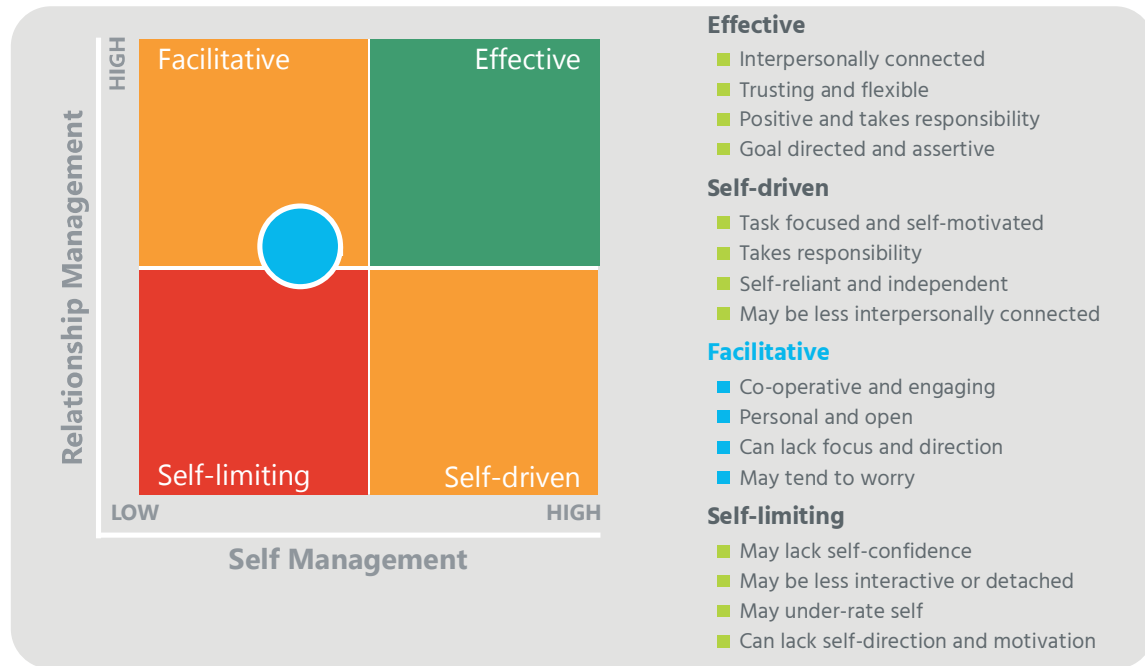 HIGH
Relationship Management
Facilitative
Effective
Self-limiting
Self-driven
LOW
HIGH
Self Management
Effective
Interpersonally connected
Trusting and flexible
Positive and takes responsibility
Goal directed and assertive
Self-driven
Task focused and self-motivated
Takes responsibility
Self-reliant and independent
May be less interpersonally connected
Facilitative
Co-operative and engaging
Personal and open
Can lack focus and direction
May tend to worry
Self-limiting
May lack self-confidence
May be less interactive or detached
May under-rate self
Can lack self-direction and motivation